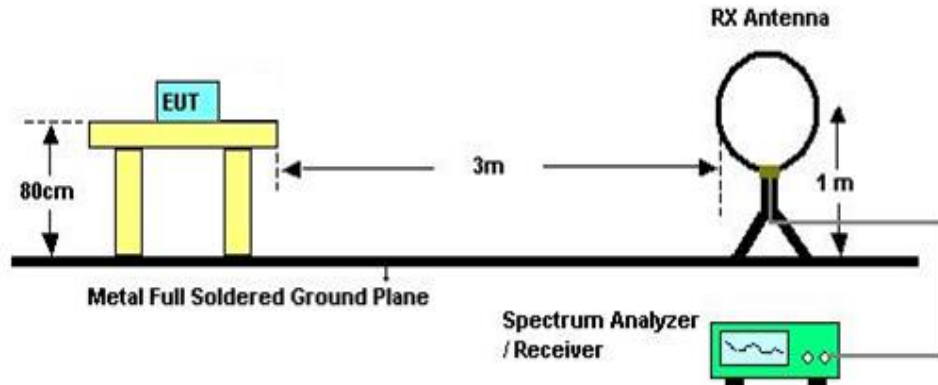 RX Antenna
EUT
80cm
3m
1 m
Metal Full Soldered Ground Plane
Spectrum Analyzer
/ Receiver